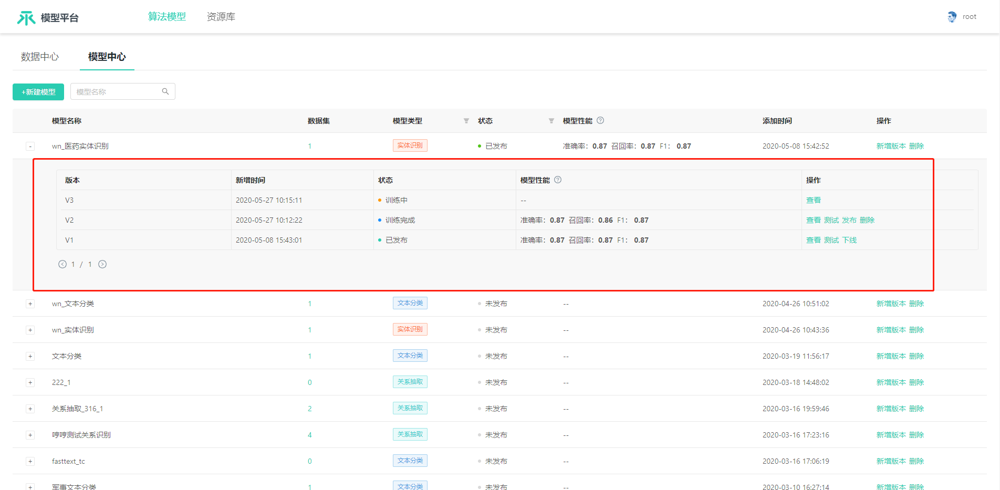 模型平台 算法模型 资源库 root
数据中心 模型中心
+新建模型 模型名称
模型名称 数据集 模型类型 状态 模型性能 ? 添加时间 操作
- wn_医药实体识别 1 实体识别 已发布 准确率：0.87 召回率：0.87 F1： 0.87 2020-05-08 15:42:52 新增版本 删除
版本 新增时间 状态 模型性能 ? 操作
V3 2020-05-27 10:15:11 训练中 -- 查看
V2 2020-05-27 10:12:22 训练完成 准确率：0.87 召回率：0.86 F1： 0.87 查看 测试 发布 删除
V1 2020-05-08 15:43:01 已发布 准确率：0.87 召回率：0.87 F1： 0.87 查看 测试 下线
< 1 / 1 >
+ wn_文本分类 1 文本分类 未发布 -- 2020-04-26 10:51:02 新增版本 删除
+ wn_实体识别 1 实体识别 未发布 -- 2020-04-26 10:43:36 新增版本 删除
+ 文本分类 1 文本分类 未发布 -- 2020-03-19 11:56:17 新增版本 删除
+ 222_1 0 关系抽取 未发布 -- 2020-03-18 14:48:02 新增版本 删除
+ 关系抽取_316_1 2 关系抽取 未发布 -- 2020-03-16 19:59:46 新增版本 删除
+ 哼哼测试关系识别 4 关系抽取 未发布 -- 2020-03-16 17:23:16 新增版本 删除
+ fasttext_tc 0 文本分类 未发布 -- 2020-03-16 17:06:19 新增版本 删除
+ 军事文本分类 1 文本分类 未发布 -- 2020-03-10 16:27:14 新增版本 删除